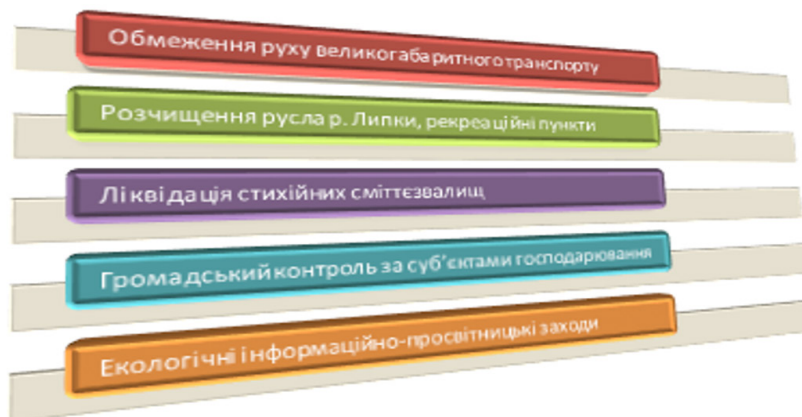 Обмеження руху великогабаритного транспорту
Розчищення русла р. Липки, рекреаційні пункти
Ліквідація стихійних сміттєзвалищ
Громадський контроль за суб'єктами господарювання
Екологічні інформаційно-просвітницькі заходи